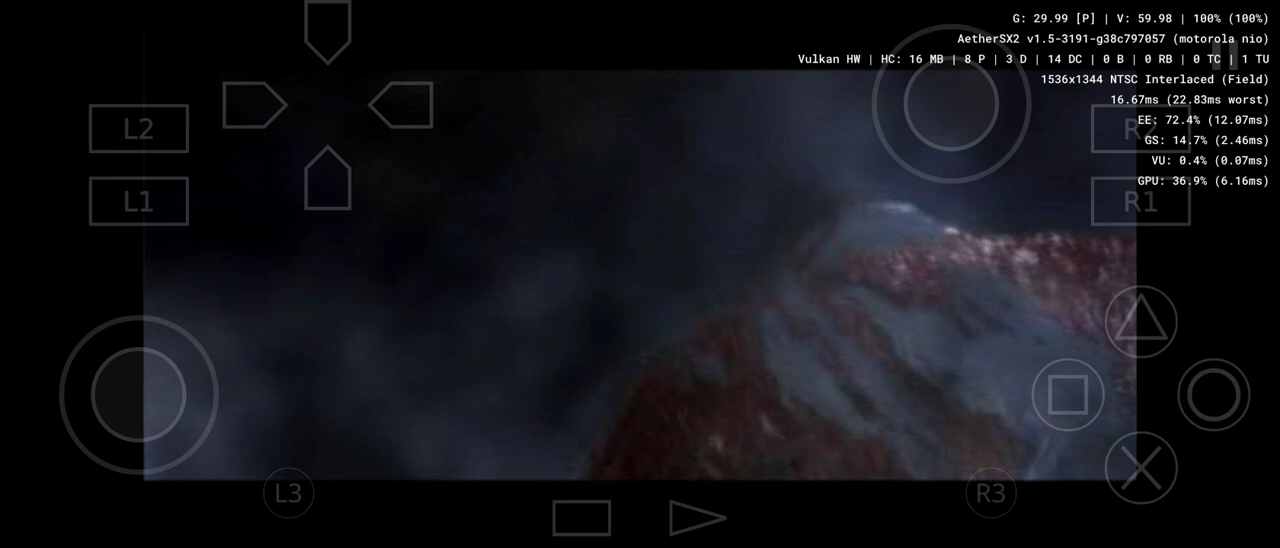 G: 29.99 [P] | V: 59.98 | 100% (100%)
AetherSX2 v1.5-3191-g38c797057 (motorola nio)
Vulkan HW | HC: 16 MB | 8 P | 3 D | 14 DC | 0 B | 0 RB | 0 TC | 1 TU
1536x1344 NTSC Interlaced (Field)
16.67ms (22.83ms worst)
EE: 72.4% (12.07ms)
GS: 14.7% (2.46ms)
VU: 0.4% (0.07ms)
GPU: 36.9% (6.16ms)
L2
R2
L1
R1
L3
R3